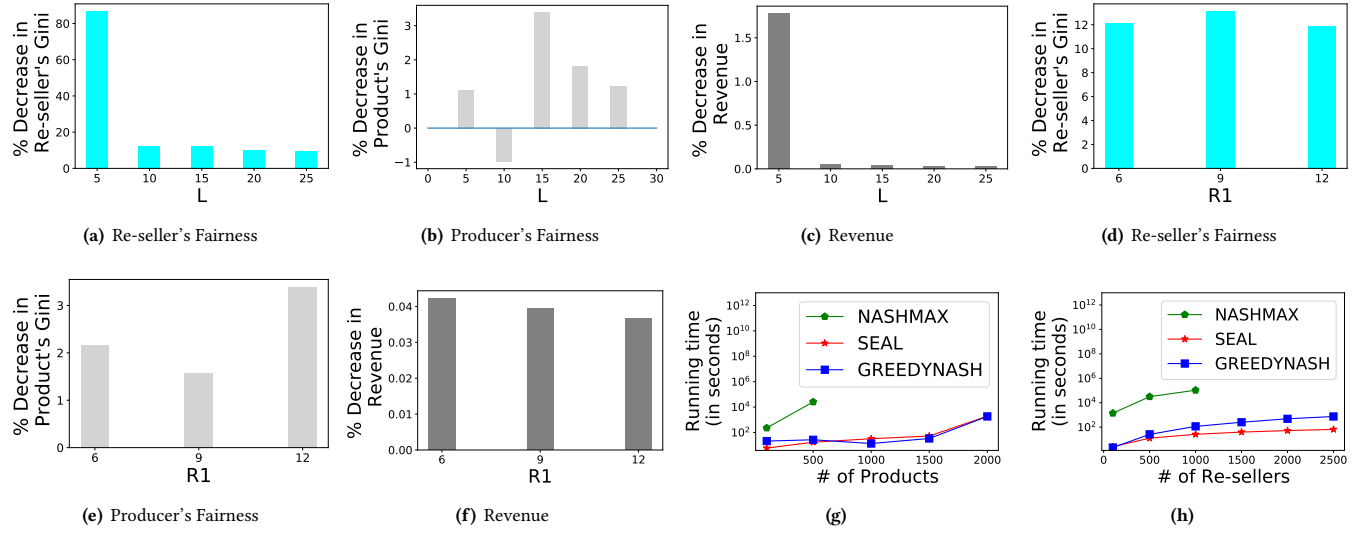 % Decrease in
Re-seller's Gini
80
60
40
20
0
5 10 15 20 25
L
(a) Re-seller's Fairness
% Decrease in
Product's Gini
3
2
1
0
−1
0 5 10 15 20 25 30
L
(b) Producer's Fairness
% Decrease in
Revenue
1.5
1.0
0.5
0.0
5 10 15 20 25
L
(c) Revenue
% Decrease in
Re-seller's Gini
12
10
8
6
4
2
0
6 9 12
R1
(d) Re-seller's Fairness
% Decrease in
Product's Gini
3
2
1
0
6 9 12
R1
(e) Producer's Fairness
% Decrease in
Revenue
0.04
0.03
0.02
0.01
0.00
6 9 12
R1
(f) Revenue
Running time
(in seconds)
10^12
10^10
10^8
10^6
10^4
10^2
NASHMAX
SEAL
GREEDYNASH
500 1000 1500 2000
# of Products
(g)
Running time
(in seconds)
10^12
10^10
10^8
10^6
10^4
10^2
NASHMAX
SEAL
GREEDYNASH
0 500 1000 1500 2000 2500
# of Re-sellers
(h)